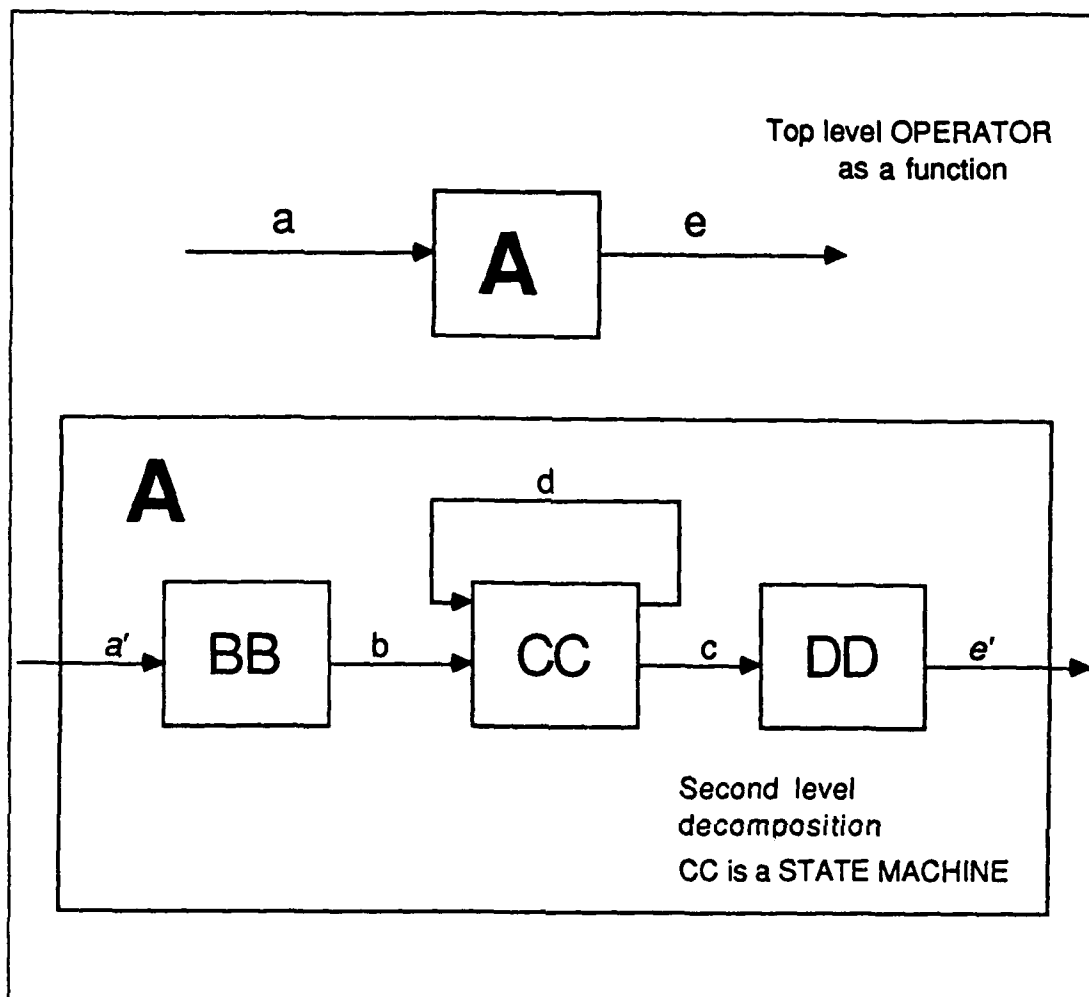 Top level OPERATOR
as a function
a
A
e
A
d
a'
BB
b
CC
c
DD
e'
Second level
decomposition
CC is a STATE MACHINE